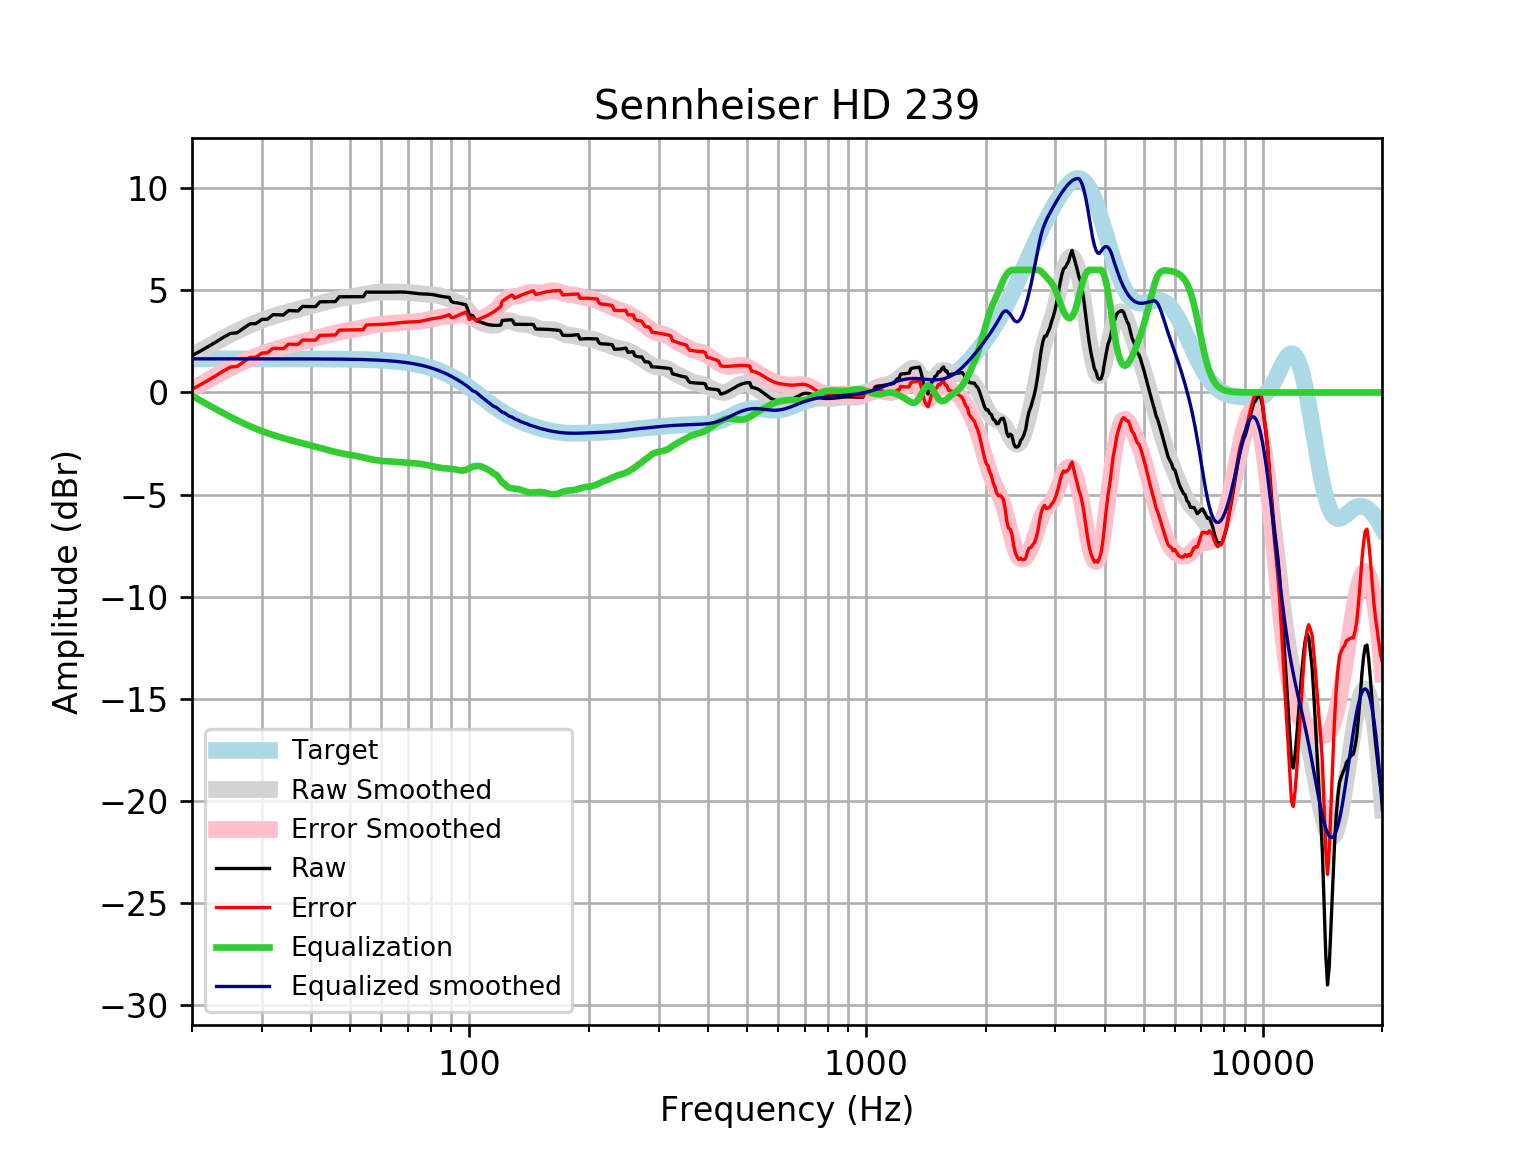 Sennheiser HD 239
10
5
0
−5
−10
−15
−20
−25
−30
Amplitude (dBr)
Target
Raw Smoothed
Error Smoothed
Raw
Error
Equalization
Equalized smoothed
100
1000
10000
Frequency (Hz)